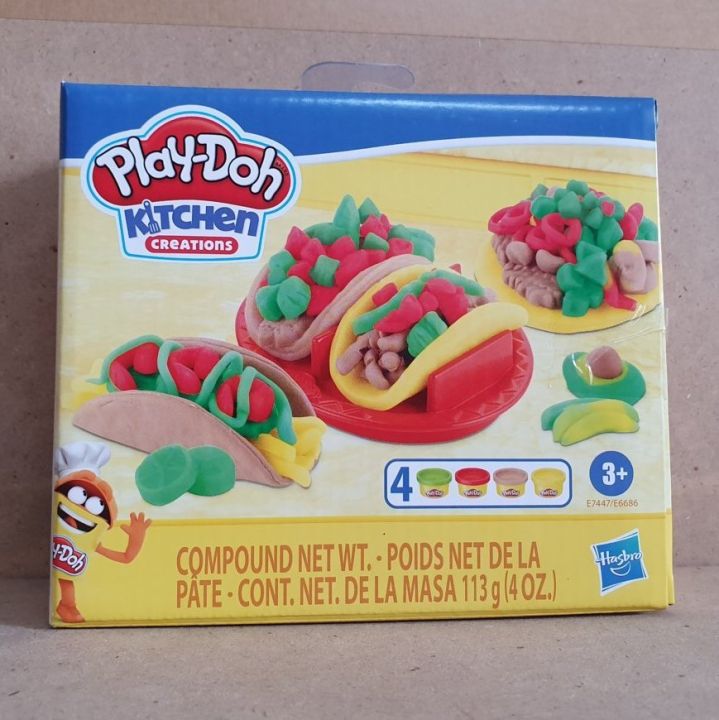 PLAY-DOH
KITCHEN
CREATIONS
4
3+
E7447/E6686
Hasbro
Y-Doh
COMPOUND NET WT. · POIDS NET DE LA
PÂTE · CONT. NET. DE LA MASA 113 g (4 OZ.)